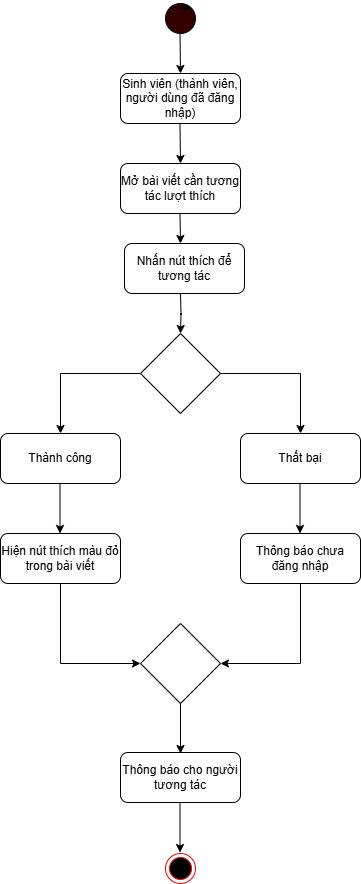 Sinh viên (thành viên,
người dùng đã đăng
nhập)
Mở bài viết cần tương
tác lượt thích
Nhấn nút thích để
tương tác
Thành công
Thất bại
Hiện nút thích màu đỏ
trong bài viết
Thông báo chưa
đăng nhập
Thông báo cho người
tương tác